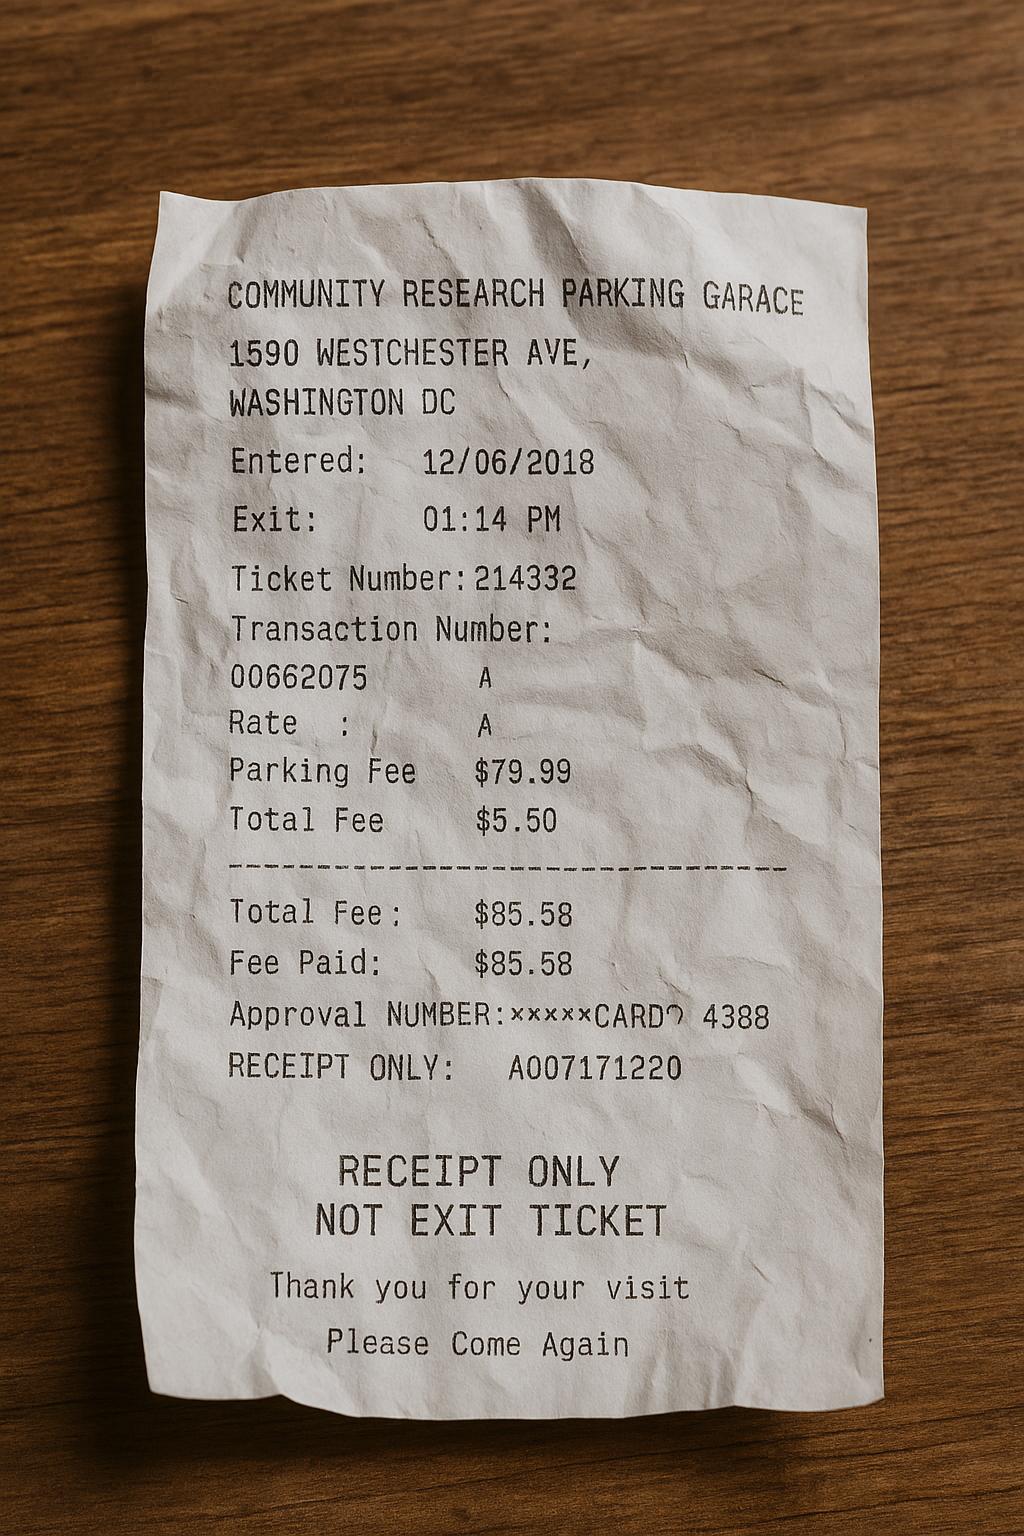 COMMUNITY RESEARCH PARKING GARACE
1590 WESTCHESTER AVE,
WASHINGTON DC
Entered: 12/06/2018
Exit: 01:14 PM
Ticket Number: 214332
Transaction Number:
00662075 A
Rate : A
Parking Fee $79.99
Total Fee $5.50
Total Fee: $85.58
Fee Paid: $85.58
Approval NUMBER:×××××CARD 4388
RECEIPT ONLY: A007171220
RECEIPT ONLY
NOT EXIT TICKET
Thank you for your visit
Please Come Again